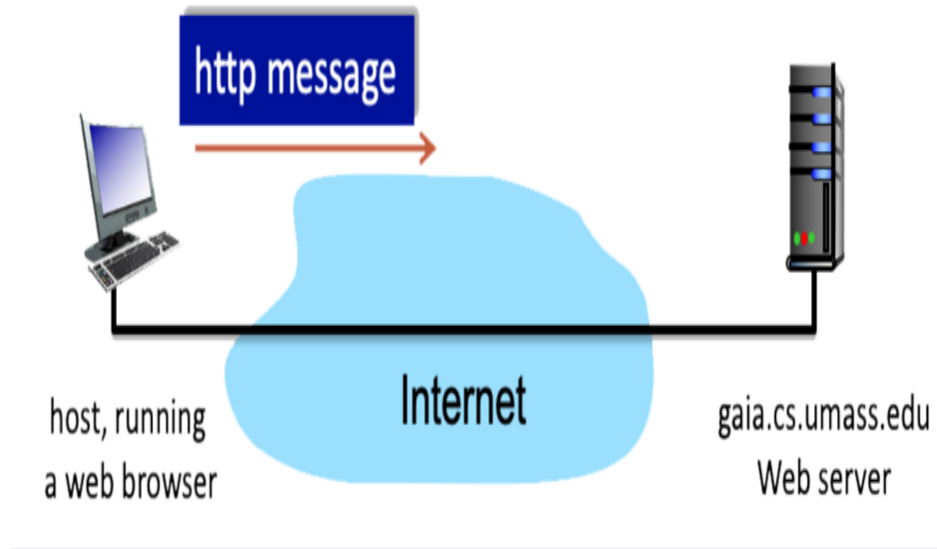 http message
Internet
host, running
a web browser
gaia.cs.umass.edu
Web server